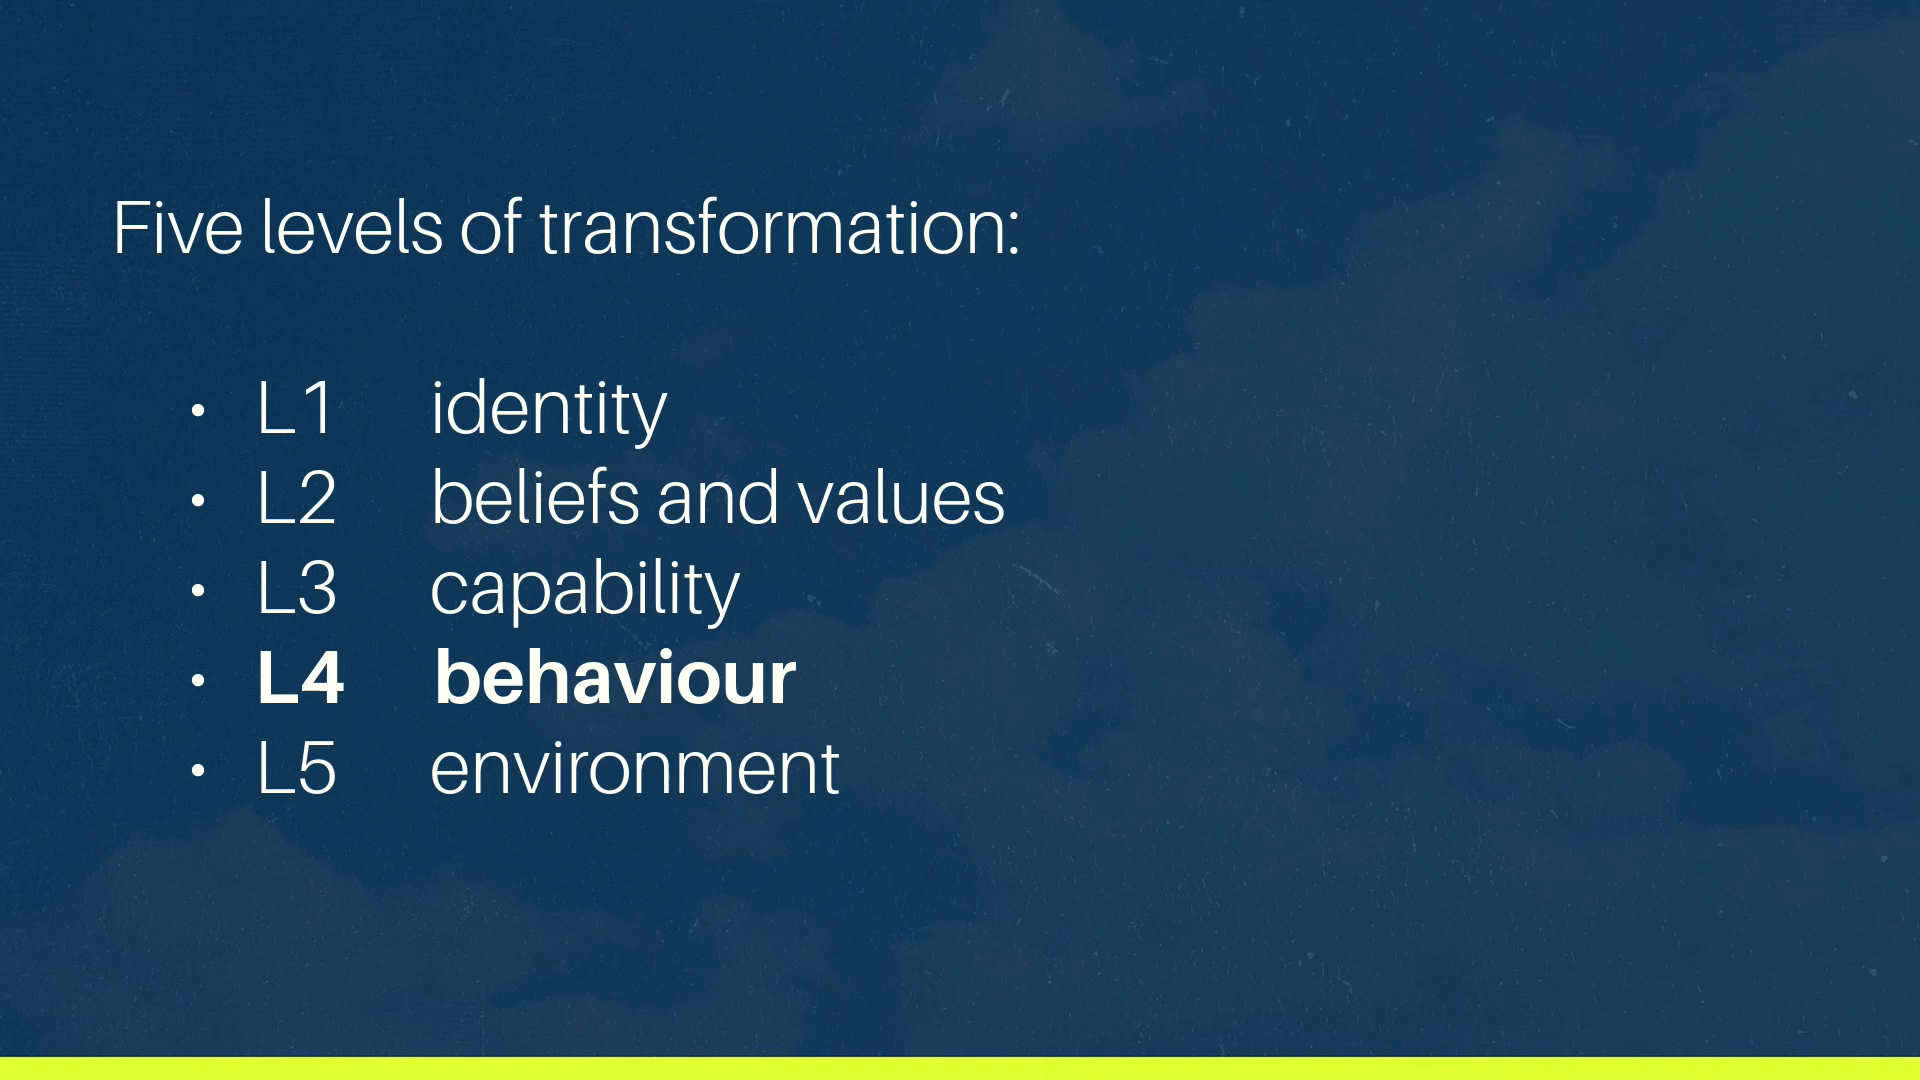 Five levels of transformation:
• L1 identity
• L2 beliefs and values
• L3 capability
• L4 behaviour
• L5 environment